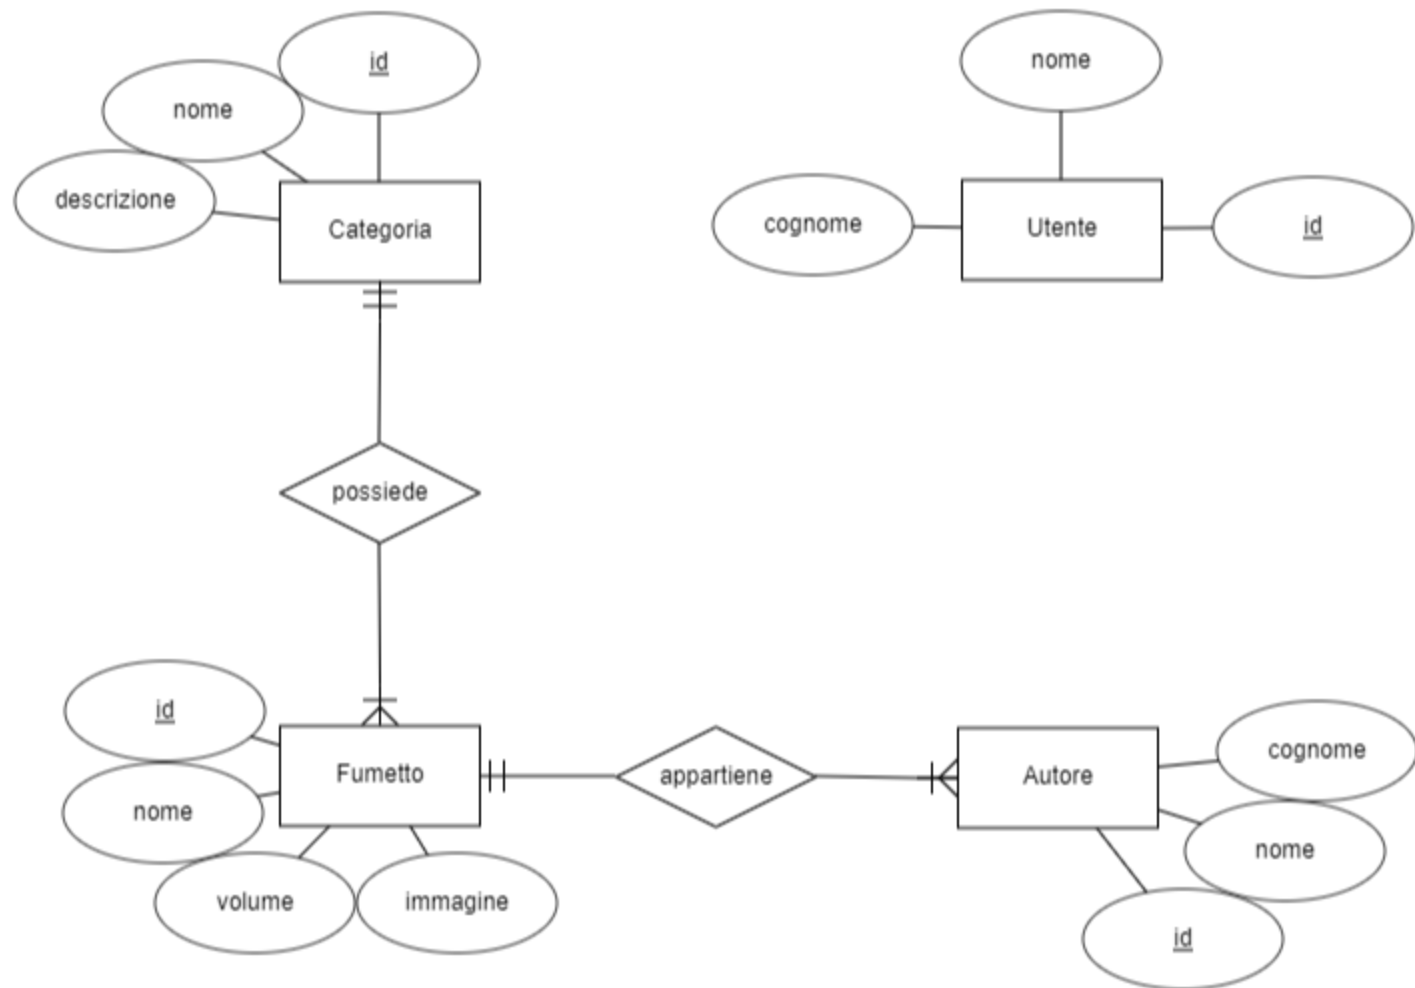 id
nome
nome
descrizione
Categoria
cognome
Utente
id
possiede
id
Fumetto
appartiene
Autore
cognome
nome
nome
volume
immagine
id